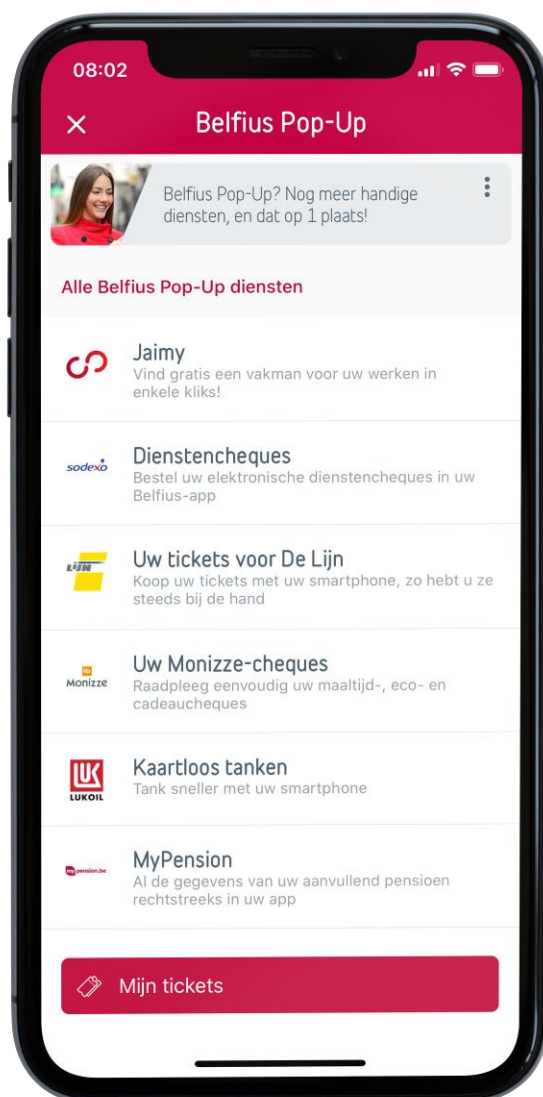 08:02
Belfius Pop-Up
Belfius Pop-Up? Nog meer handige
diensten, en dat op 1 plaats!
Alle Belfius Pop-Up diensten
Jaimy
Vind gratis een vakman voor uw werken in
enkele kliks!
sodexo
Dienstencheques
Bestel uw elektronische dienstencheques in uw
Belfius-app
LIJN
Uw tickets voor De Lijn
Koop uw tickets met uw smartphone, zo hebt u ze
steeds bij de hand
Monizze
Uw Monizze-cheques
Raadpleeg eenvoudig uw maaltijd-, eco- en
cadeaucheques
LUK
LUKOIL
Kaartloos tanken
Tank sneller met uw smartphone
mypension.be
MyPension
Al de gegevens van uw aanvullend pensioen
rechtstreeks in uw app
Mijn tickets